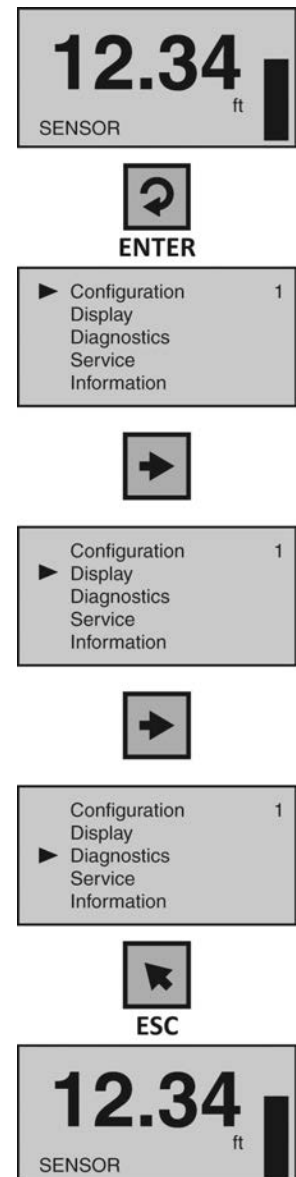 12.34
ft
SENSOR
ENTER
Configuration 1
Display
Diagnostics
Service
Information
Configuration 1
Display
Diagnostics
Service
Information
Configuration 1
Display
Diagnostics
Service
Information
ESC
12.34
ft
SENSOR